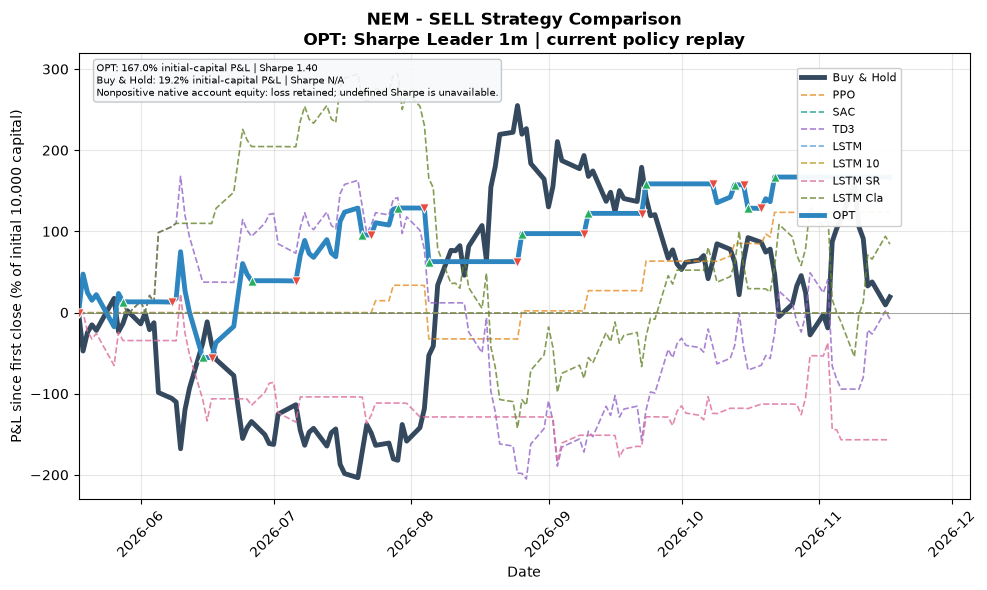 NEM - SELL Strategy Comparison
OPT: Sharpe Leader 1m | current policy replay
OPT: 167.0% initial-capital P&L | Sharpe 1.40
Buy & Hold: 19.2% initial-capital P&L | Sharpe N/A
Nonpositive native account equity: loss retained; undefined Sharpe is unavailable.
Buy & Hold
PPO
SAC
TD3
LSTM
LSTM 10
LSTM SR
LSTM Cla
OPT
P&L since first close (% of initial 10,000 capital)
300
200
100
0
−100
−200
2026-06
2026-07
2026-08
2026-09
2026-10
2026-11
2026-12
Date